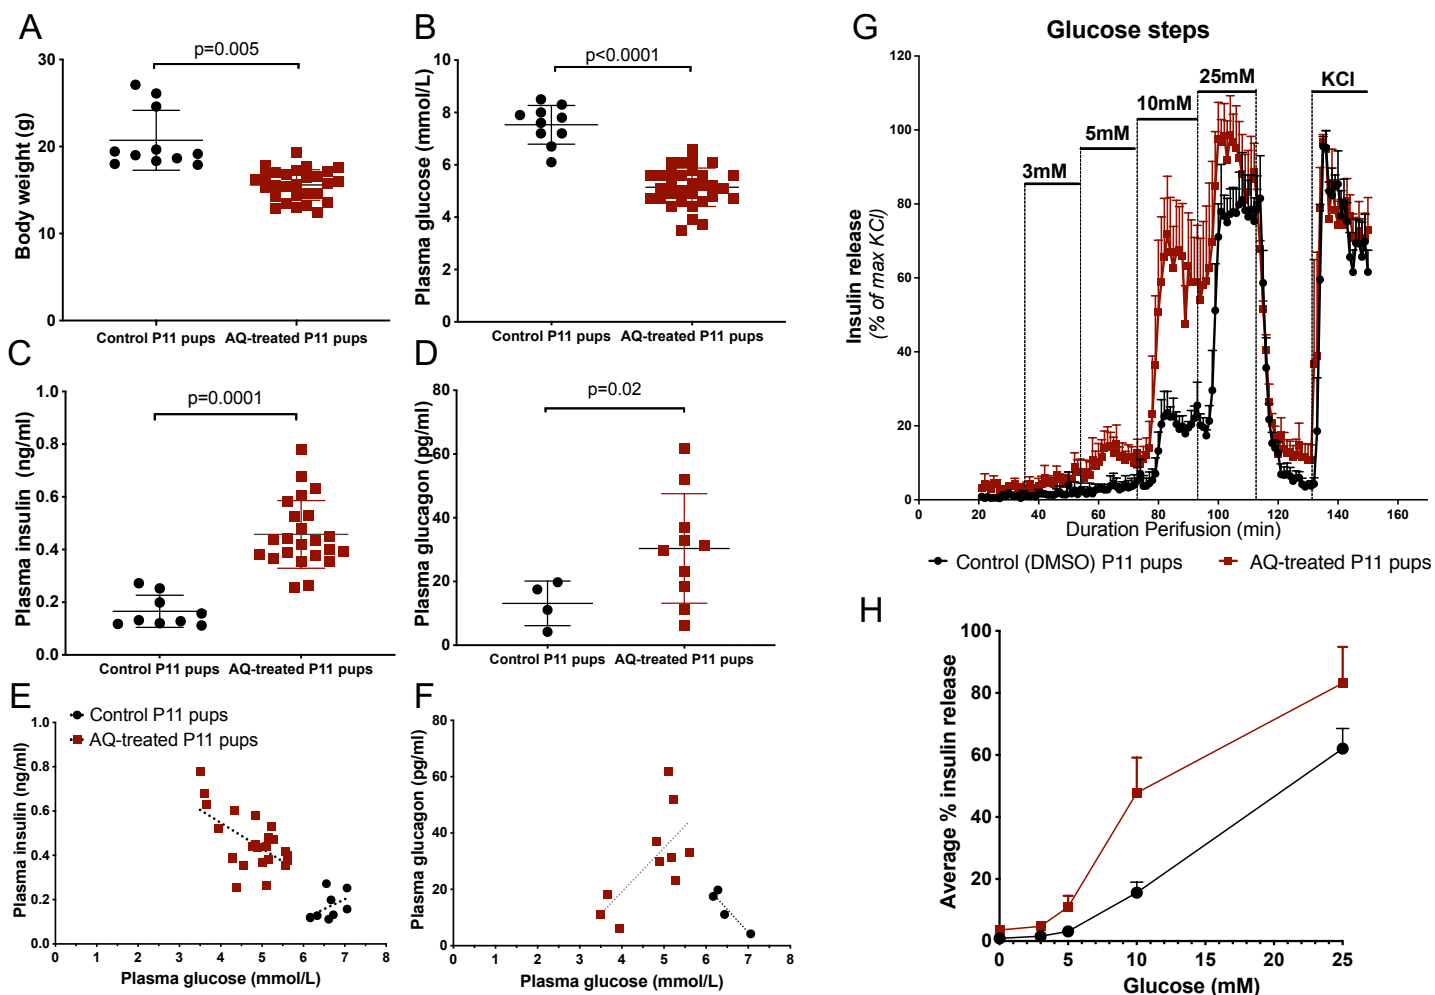 A
p=0.005
Body weight (g)
30
20
10
0
Control P11 pups
AQ-treated P11 pups
B
p<0.0001
Plasma glucose (mmol/L)
10
8
6
4
2
0
Control P11 pups
AQ-treated P11 pups
C
p=0.0001
Plasma insulin (ng/ml)
1.0
0.8
0.6
0.4
0.2
0.0
Control P11 pups
AQ-treated P11 pups
D
p=0.02
Plasma glucagon (pg/ml)
80
60
40
20
0
Control P11 pups
AQ-treated P11 pups
E
Control P11 pups
AQ-treated P11 pups
Plasma insulin (ng/ml)
1.0
0.8
0.6
0.4
0.2
0.0
0 1 2 3 4 5 6 7 8
Plasma glucose (mmol/L)
F
Plasma glucagon (pg/ml)
80
60
40
20
0
0 1 2 3 4 5 6 7 8
Plasma glucose (mmol/L)
G
Glucose steps
Insulin release
(% of max KCl)
120
100
80
60
40
20
0
3mM
5mM
10mM
25mM
KCl
20 40 60 80 100 120 140 160
Duration Perifusion (min)
Control (DMSO) P11 pups
AQ-treated P11 pups
H
Average % insulin release
100
80
60
40
20
0
0 5 10 15 20 25
Glucose (mM)